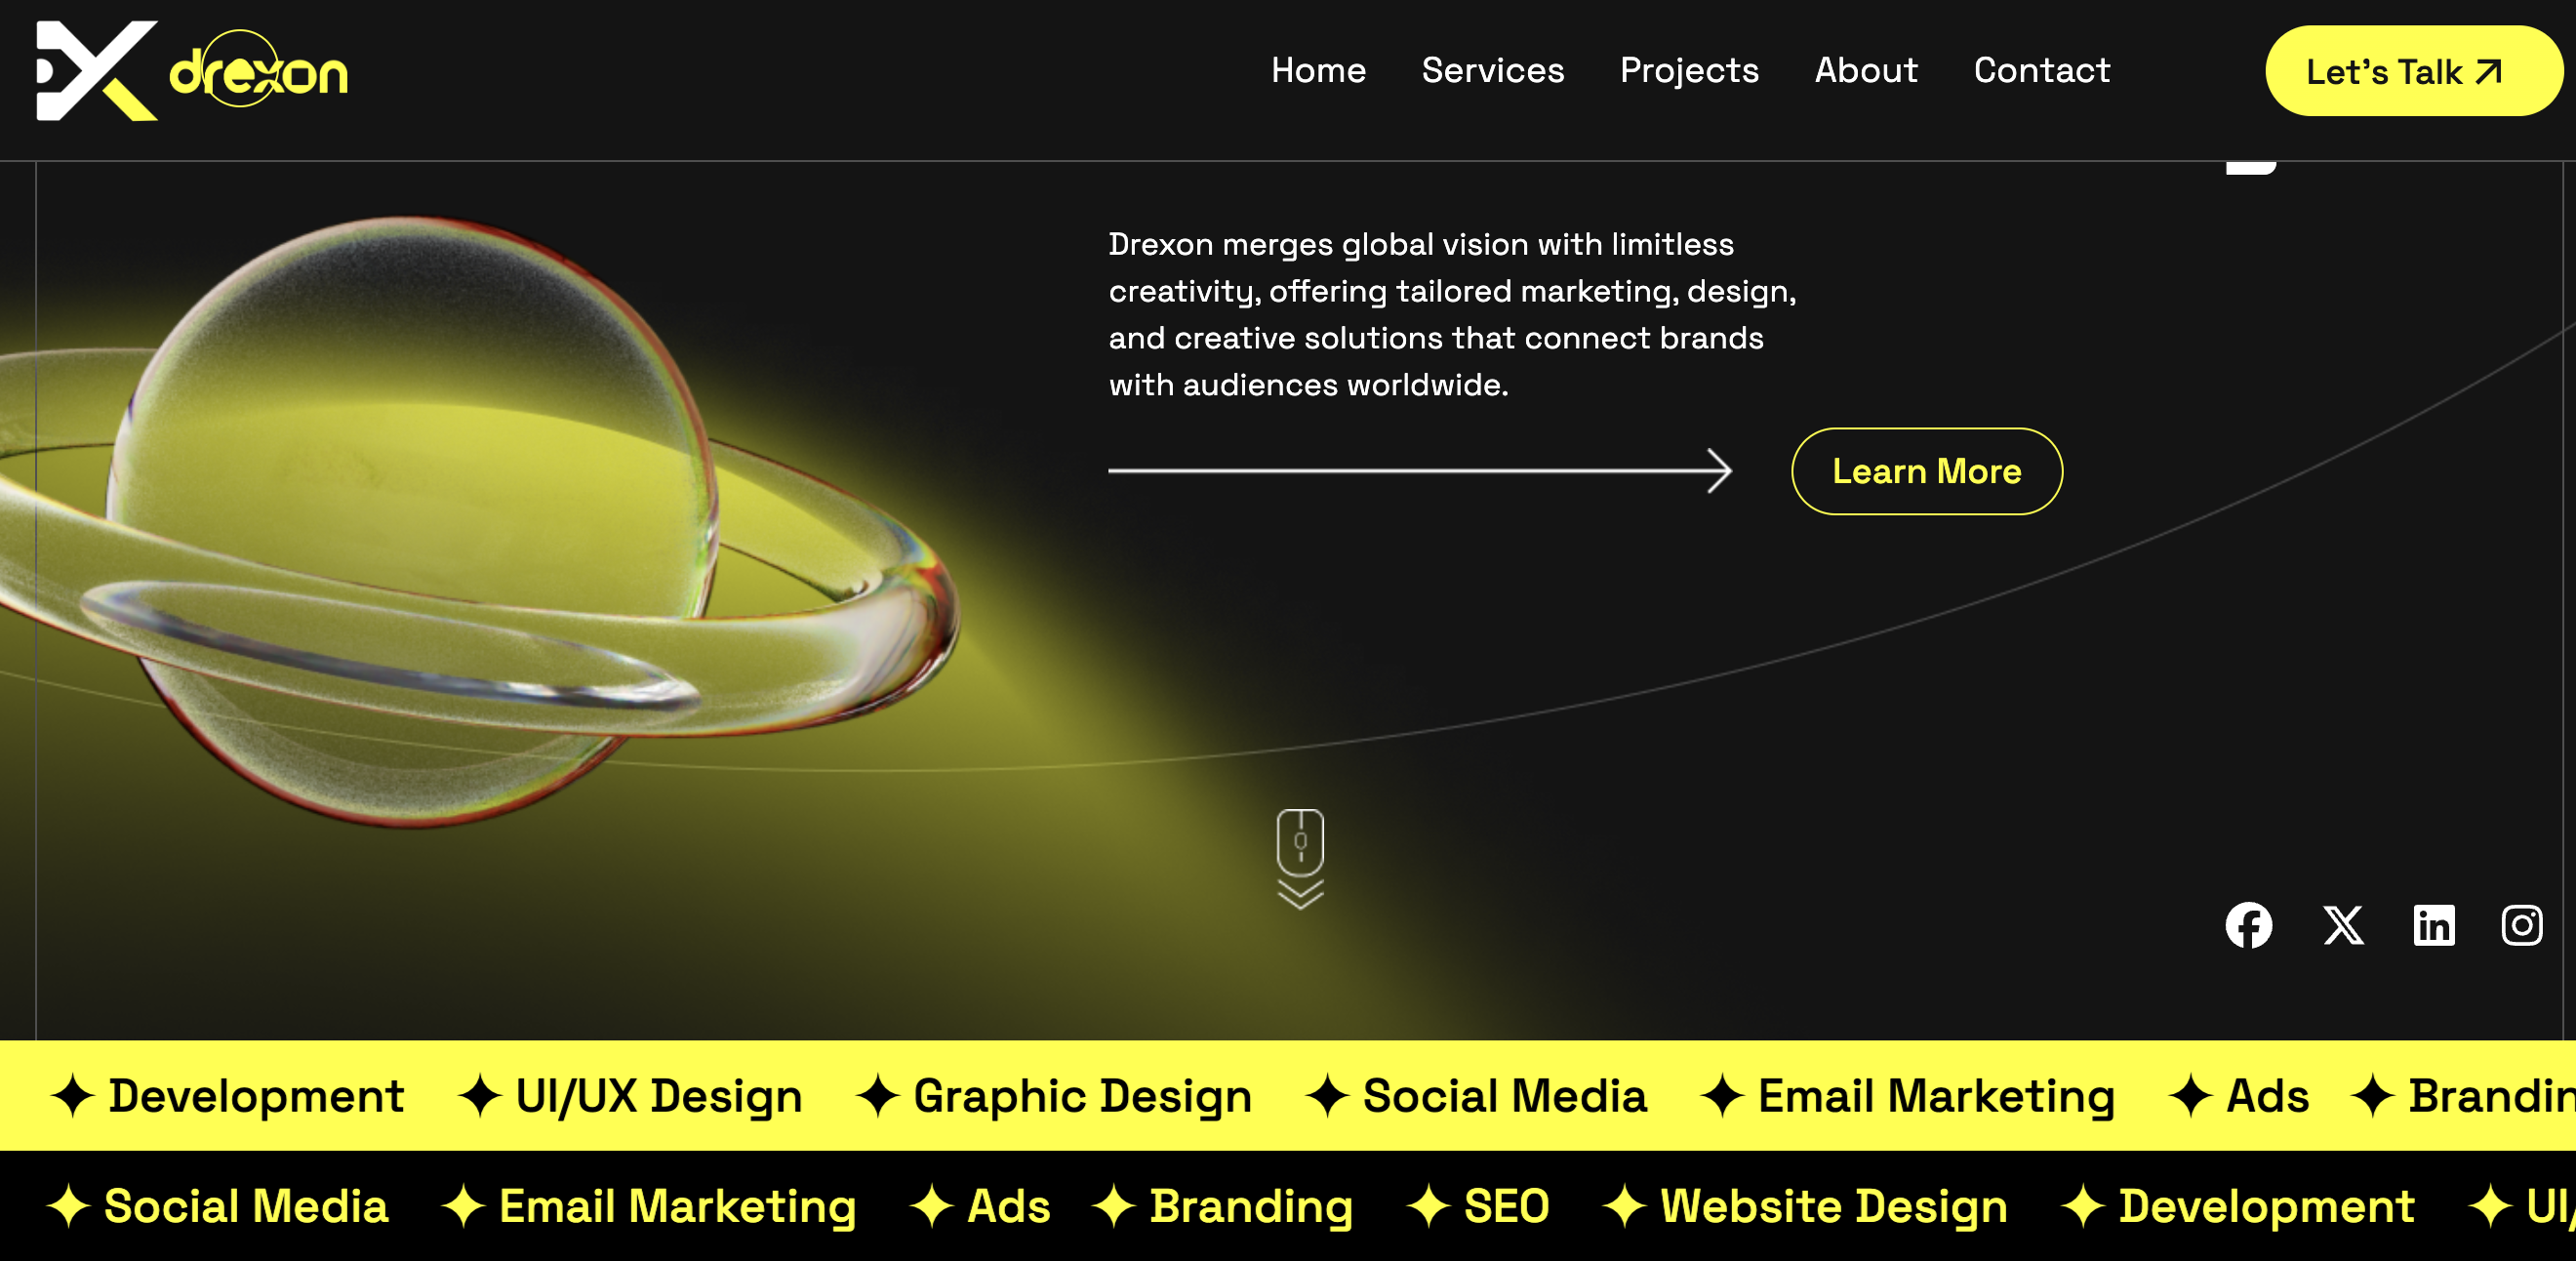 drexon
Home Services Projects About Contact
Let's Talk
Drexon merges global vision with limitless
creativity, offering tailored marketing, design,
and creative solutions that connect brands
with audiences worldwide.
Learn More
Development UI/UX Design Graphic Design Social Media Email Marketing Ads Brandin
Social Media Email Marketing Ads Branding SEO Website Design Development UI/